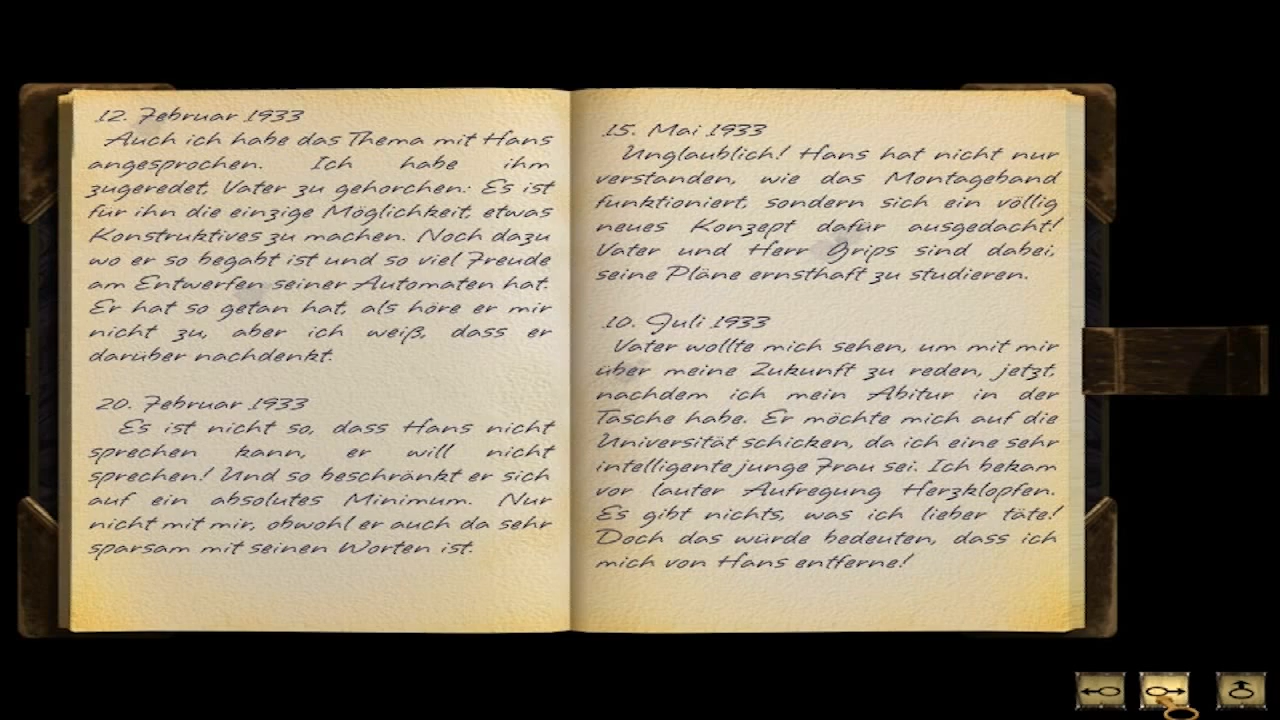 12. Februar 1933
Auch ich habe das Thema mit Hans
angesprochen. Ich habe ihm
zugeredet, Vater zu gehorchen: Es ist
für ihn die einzige Möglichkeit, etwas
Konstruktives zu machen. Noch dazu
wo er so begabt ist und so viel Freude
am Entwerfen seiner Automaten hat.
Er hat so getan hat, als höre er mir
nicht zu, aber ich weiß, dass er
darüber nachdenkt.
20. Februar 1933
Es ist nicht so, dass Hans nicht
sprechen kann, er will nicht
sprechen! Und so beschränkt er sich
auf ein absolutes Minimum. Nur
nicht mit mir, obwohl er auch da sehr
sparsam mit seinen Worten ist.
15. Mai 1933
Unglaublich! Hans hat nicht nur
verstanden, wie das Montageband
funktioniert, sondern sich ein völlig
neues Konzept dafür ausgedacht!
Vater und Herr Grips sind dabei,
seine Pläne ernsthaft zu studieren.
10. Juli 1933
Vater wollte mich sehen, um mit mir
über meine Zukunft zu reden, jetzt,
nachdem ich mein Abitur in der
Tasche habe. Er möchte mich auf die
Universität schicken, da ich eine sehr
intelligente junge Frau sei. Ich bekam
vor lauter Aufregung Herzklopfen.
Es gibt nichts, was ich lieber täte!
Doch das würde bedeuten, dass ich
mich von Hans entferne!